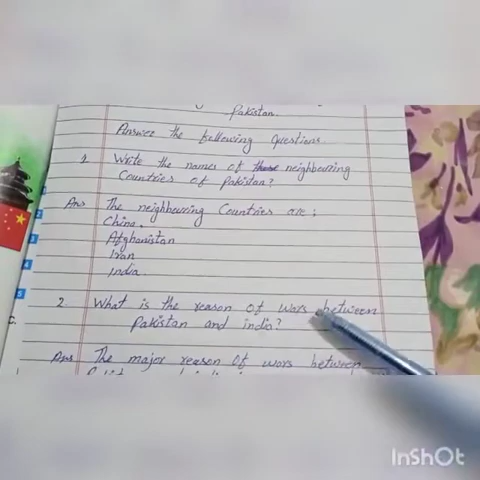 Pakistan.
Answer the following Questions.
1. Write the names of these neighbouring
Countries of Pakistan?
Ans The neighbouring Countries are;
China,
Afghanistan
Iran
India.
2. What is the reason of wars between
Pakistan and india?
Ans The major reason of wars between
InShot